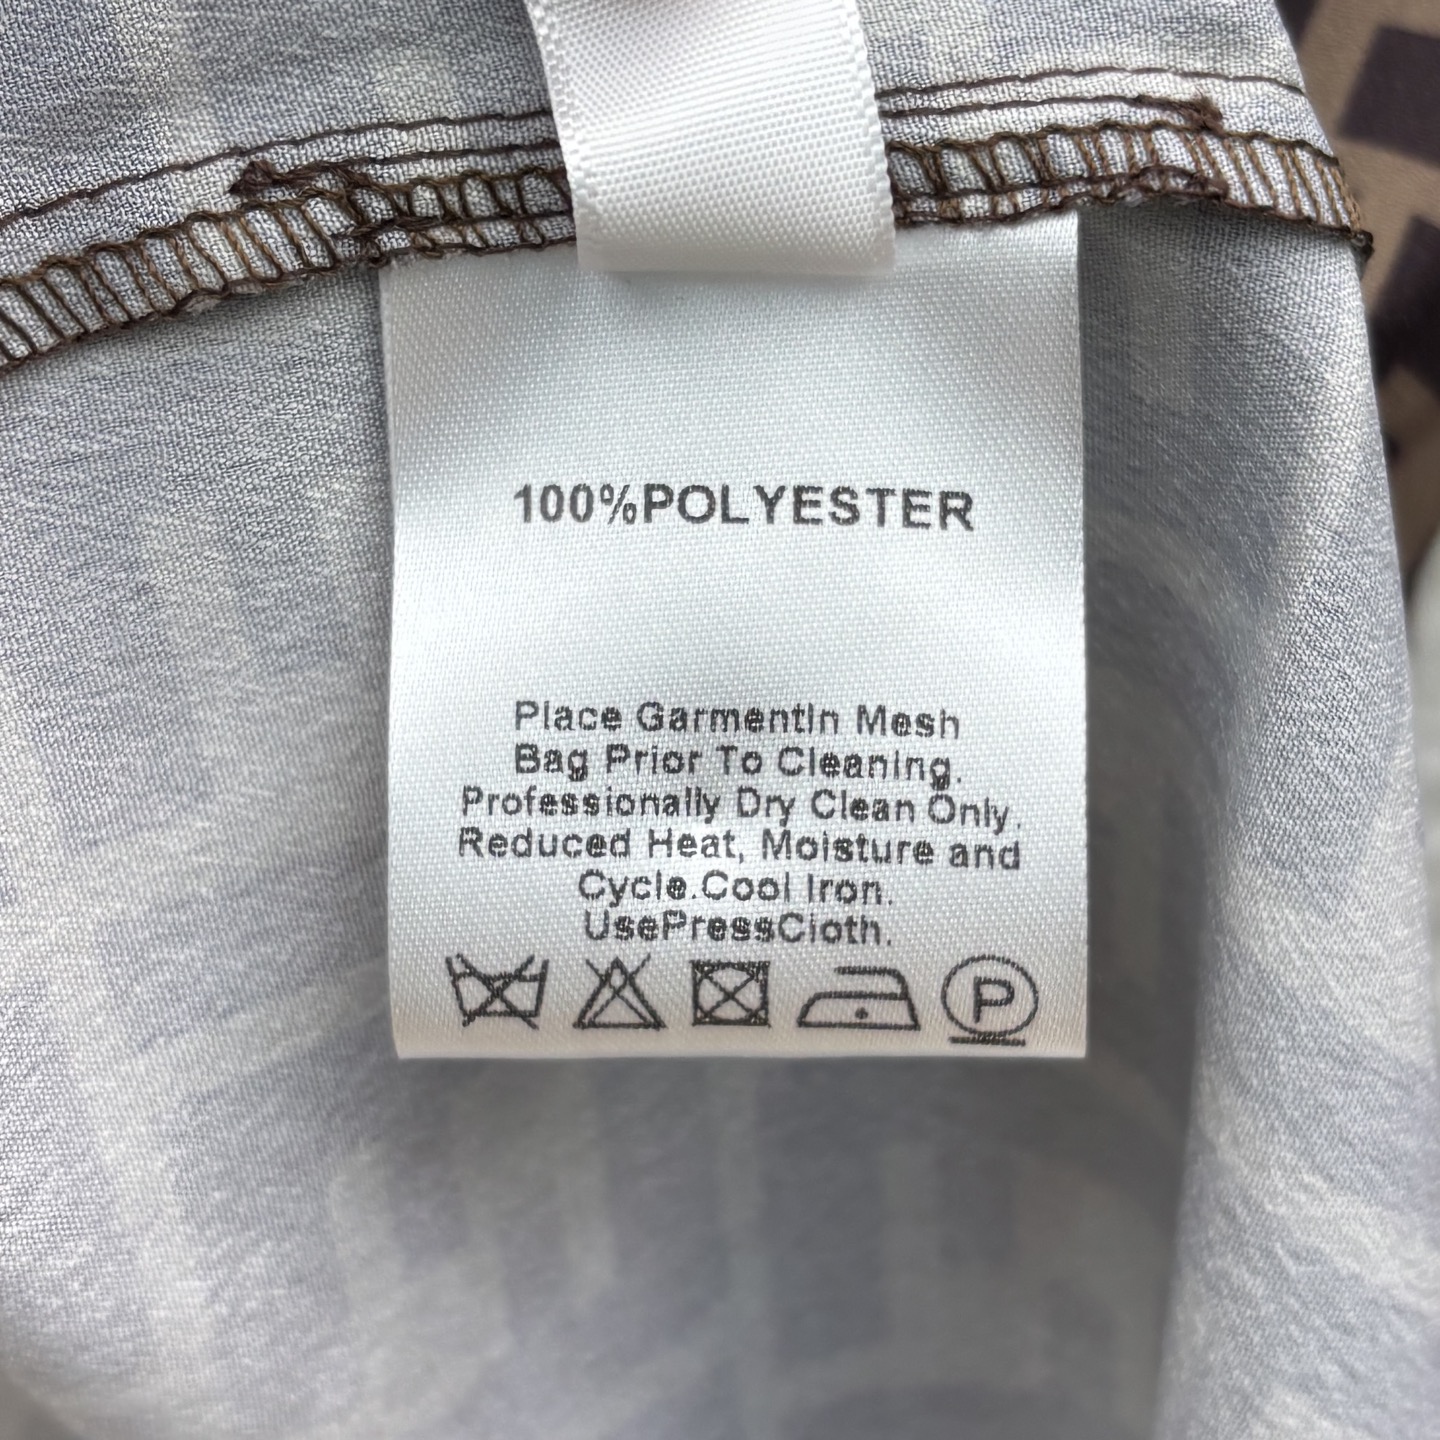 100%POLYESTER
Place GarmentIn Mesh
Bag Prior To Cleaning.
Professionally Dry Clean Only.
Reduced Heat, Moisture and
Cycle.Cool Iron.
UsePressCloth.
P